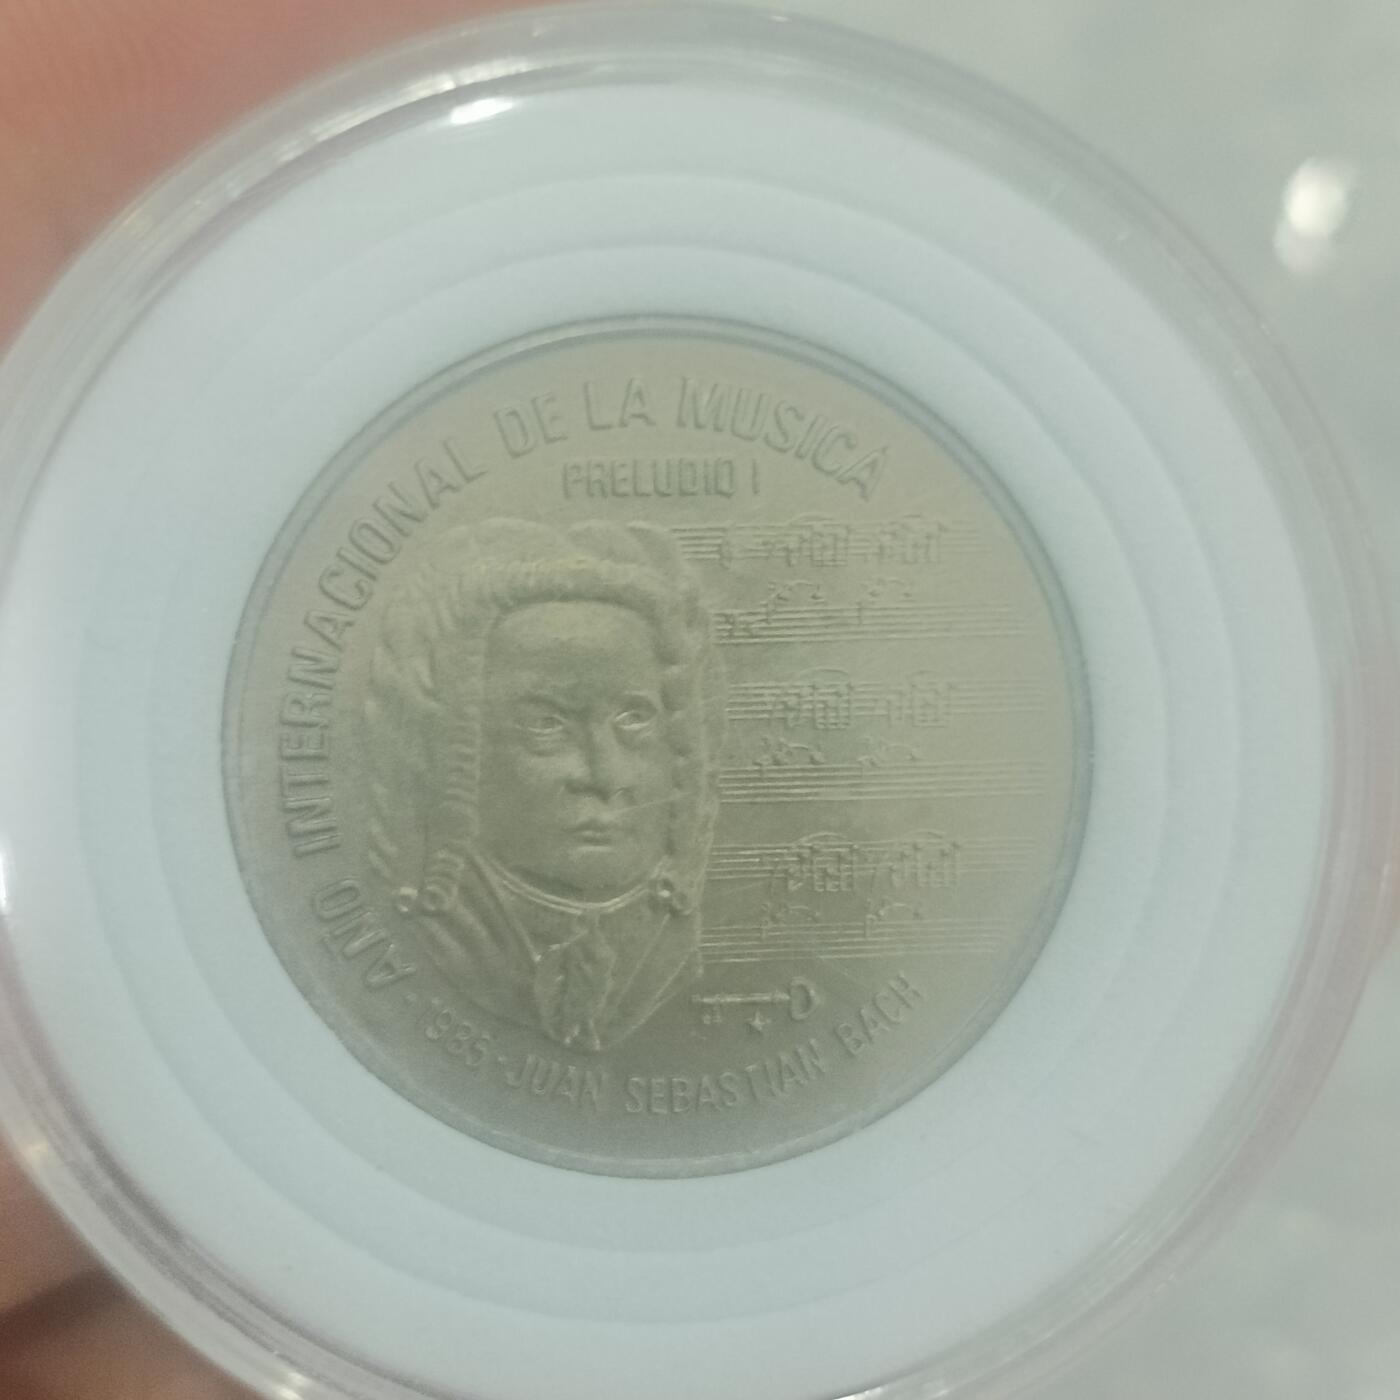 AÑO INTERNACIONAL DE LA MUSICA
PRELUDIO I
·1985·JUAN SEBASTIAN BACH